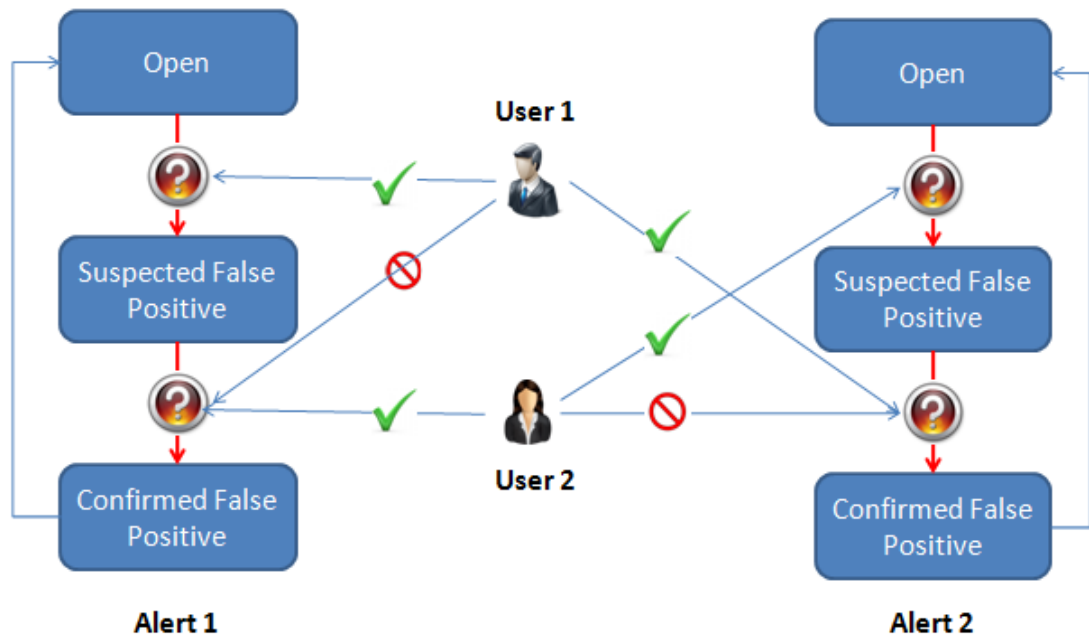 Open
Suspected False
Positive
Confirmed False
Positive
Alert 1
User 1
User 2
Open
Suspected False
Positive
Confirmed False
Positive
Alert 2